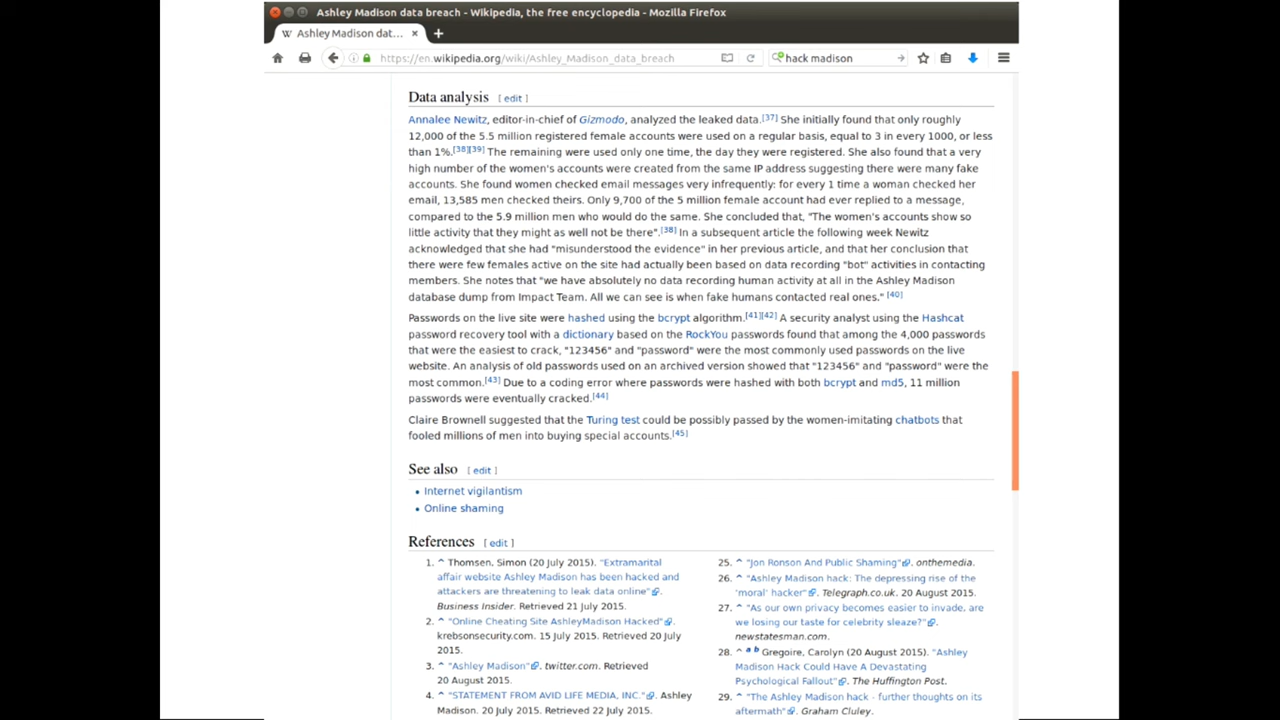 Ashley Madison data breach - Wikipedia, the free encyclopedia - Mozilla Firefox
W Ashley Madison dat...
https://en.wikipedia.org/wiki/Ashley_Madison_data_breach
hack madison
Data analysis [ edit ]
Annalee Newitz, editor-in-chief of Gizmodo, analyzed the leaked data.[37] She initially found that only roughly
12,000 of the 5.5 million registered female accounts were used on a regular basis, equal to 3 in every 1000, or less
than 1%.[38][39] The remaining were used only one time, the day they were registered. She also found that a very
high number of the women's accounts were created from the same IP address suggesting there were many fake
accounts. She found women checked email messages very infrequently: for every 1 time a woman checked her
email, 13,585 men checked theirs. Only 9,700 of the 5 million female account had ever replied to a message,
compared to the 5.9 million men who would do the same. She concluded that, "The women's accounts show so
little activity that they might as well not be there".[38] In a subsequent article the following week Newitz
acknowledged that she had "misunderstood the evidence" in her previous article, and that her conclusion that
there were few females active on the site had actually been based on data recording "bot" activities in contacting
members. She notes that "we have absolutely no data recording human activity at all in the Ashley Madison
database dump from Impact Team. All we can see is when fake humans contacted real ones." [40]
Passwords on the live site were hashed using the bcrypt algorithm.[41][42] A security analyst using the Hashcat
password recovery tool with a dictionary based on the RockYou passwords found that among the 4,000 passwords
that were the easiest to crack, "123456" and "password" were the most commonly used passwords on the live
website. An analysis of old passwords used on an archived version showed that "123456" and "password" were the
most common.[43] Due to a coding error where passwords were hashed with both bcrypt and md5, 11 million
passwords were eventually cracked.[44]
Claire Brownell suggested that the Turing test could be possibly passed by the women-imitating chatbots that
fooled millions of men into buying special accounts.[45]
See also [ edit ]
• Internet vigilantism
• Online shaming
References [ edit ]
1. ^ Thomsen, Simon (20 July 2015). "Extramarital
affair website Ashley Madison has been hacked and
attackers are threatening to leak data online".
Business Insider. Retrieved 21 July 2015.
2. ^ "Online Cheating Site AshleyMadison Hacked".
krebsonsecurity.com. 15 July 2015. Retrieved 20 July
2015.
3. ^ "Ashley Madison". twitter.com. Retrieved
20 August 2015.
4. ^ "STATEMENT FROM AVID LIFE MEDIA, INC.". Ashley
Madison. 20 July 2015. Retrieved 22 July 2015.
25. ^ "Jon Ronson And Public Shaming". onthemedia.
26. ^ "Ashley Madison hack: The depressing rise of the
'moral' hacker". Telegraph.co.uk. 20 August 2015.
27. ^ "As our own privacy becomes easier to invade, are
we losing our taste for celebrity sleaze?".
newstatesman.com.
28. ^ a b Gregoire, Carolyn (20 August 2015). "Ashley
Madison Hack Could Have A Devastating
Psychological Fallout". The Huffington Post.
29. ^ "The Ashley Madison hack - further thoughts on its
aftermath". Graham Cluley.